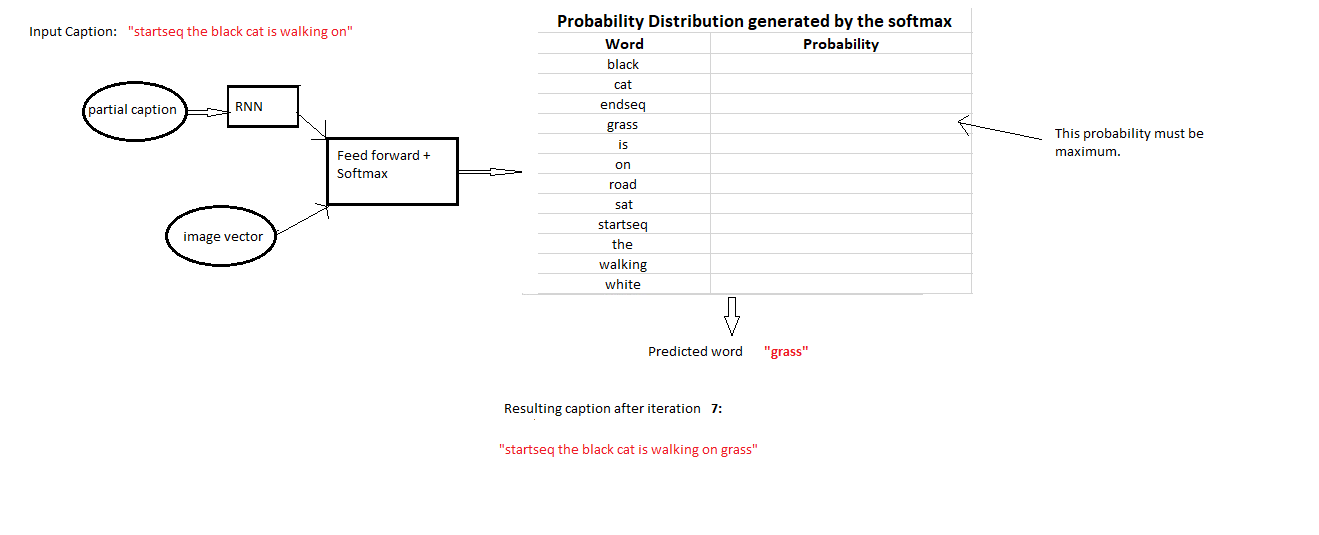 Input Caption: "startseq the black cat is walking on"
Probability Distribution generated by the softmax
Word Probability
black
cat
endseq
grass
is
on
road
sat
startseq
the
walking
white
partial caption
RNN
Feed forward +
Softmax
image vector
This probability must be
maximum.
Predicted word "grass"
Resulting caption after iteration 7:
"startseq the black cat is walking on grass"